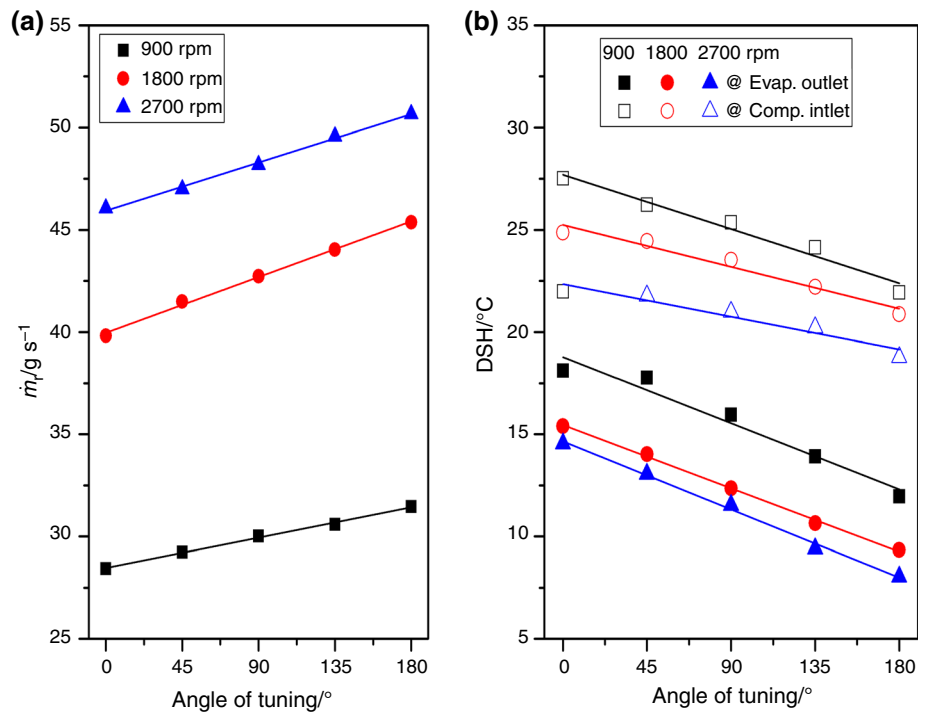 (a)
55
50
45
40
35
30
25
ṁr/g s–1
900 rpm
1800 rpm
2700 rpm
0 45 90 135 180
Angle of tuning/°
(b)
35
30
25
20
15
10
5
DSH/°C
900 1800 2700 rpm
@ Evap. outlet
@ Comp. intlet
0 45 90 135 180
Angle of tuning/°